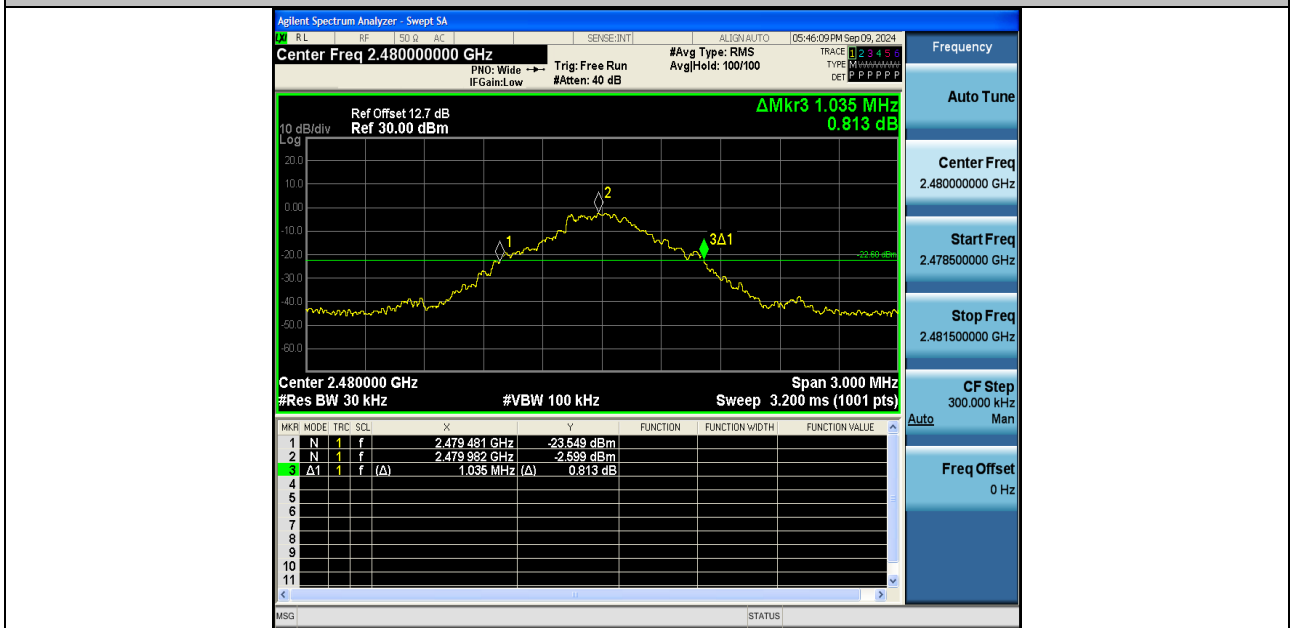 Agilent Spectrum Analyzer - Swept SA
RL RF 50 Ω AC SENSE:INT ALIGN AUTO 05:46:09 PM Sep 09, 2024
Center Freq 2.480000000 GHz
PNO: Wide
IFGain:Low
Trig: Free Run
#Atten: 40 dB
#Avg Type: RMS
Avg|Hold: 100/100
TRACE 1 2 3 4 5 6
TYPE M
DET P P P P P P
Ref Offset 12.7 dB
10 dB/div Ref 30.00 dBm
Log
ΔMkr3 1.035 MHz
0.813 dB
20.0
10.0
0.00
-10.0
-20.0
-30.0
-40.0
-50.0
-60.0
1
2
3Δ1
-22.60 dBm
Center 2.480000 GHz Span 3.000 MHz
#Res BW 30 kHz #VBW 100 kHz Sweep 3.200 ms (1001 pts)
MKR MODE TRC SCL X Y FUNCTION FUNCTION WIDTH FUNCTION VALUE
1 N 1 f 2.479 481 GHz -23.549 dBm
2 N 1 f 2.479 982 GHz -2.599 dBm
3 Δ1 1 f (Δ) 1.035 MHz (Δ) 0.813 dB
4
5
6
7
8
9
10
11
MSG STATUS
Frequency
Auto Tune
Center Freq
2.480000000 GHz
Start Freq
2.478500000 GHz
Stop Freq
2.481500000 GHz
CF Step
300.000 kHz
Auto Man
Freq Offset
0 Hz